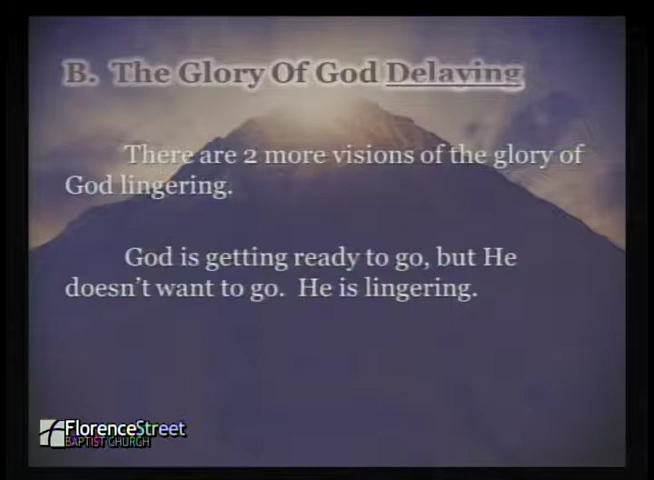 B. The Glory Of God Delaying
There are 2 more visions of the glory of
God lingering.
God is getting ready to go, but He
doesn't want to go. He is lingering.
FlorenceStreet
BAPTIST CHURCH